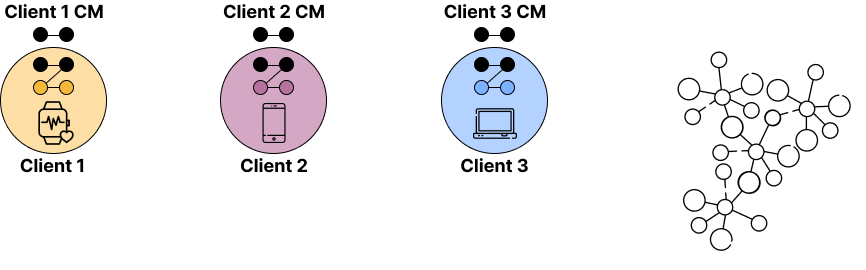 Client 1 CM
Client 2 CM
Client 3 CM
Client 1
Client 2
Client 3